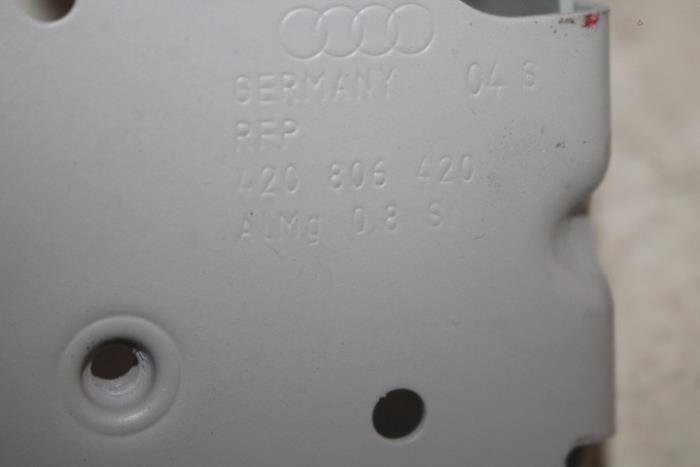 GERMANY 04 S
RFP
420 806 420
ALMg 0,8 Si